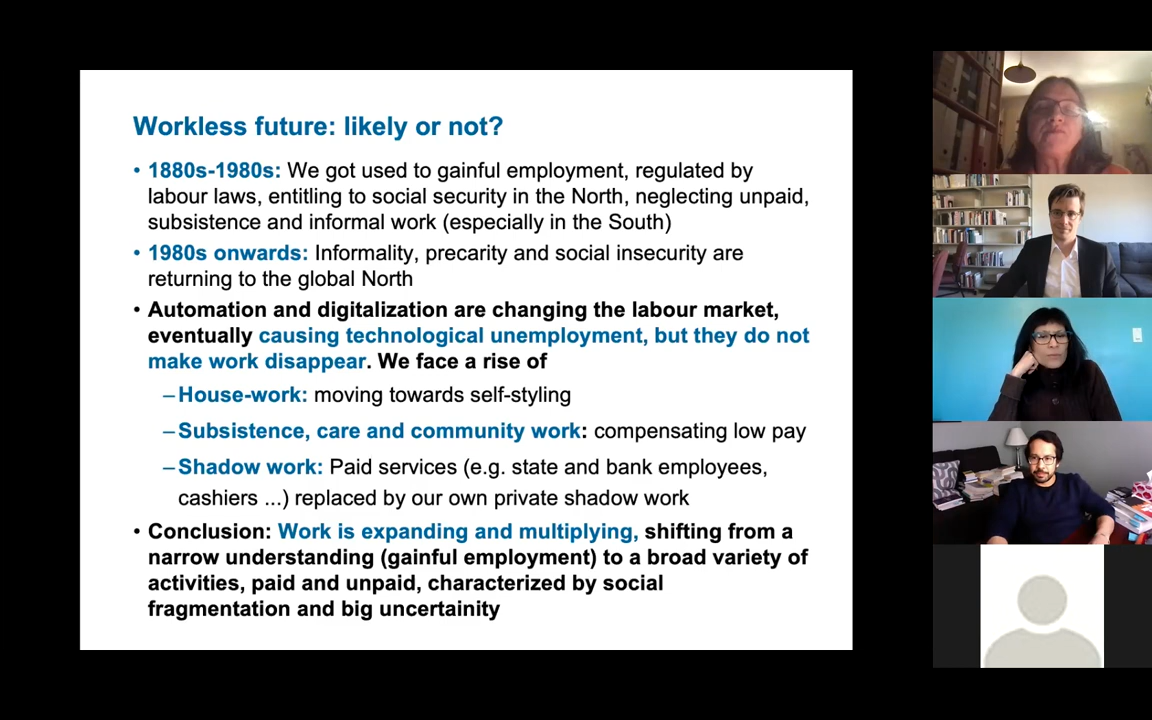 Workless future: likely or not?
• 1880s-1980s: We got used to gainful employment, regulated by
labour laws, entitling to social security in the North, neglecting unpaid,
subsistence and informal work (especially in the South)
• 1980s onwards: Informality, precarity and social insecurity are
returning to the global North
• Automation and digitalization are changing the labour market,
eventually causing technological unemployment, but they do not
make work disappear. We face a rise of
–House-work: moving towards self-styling
–Subsistence, care and community work: compensating low pay
–Shadow work: Paid services (e.g. state and bank employees,
cashiers ...) replaced by our own private shadow work
• Conclusion: Work is expanding and multiplying, shifting from a
narrow understanding (gainful employment) to a broad variety of
activities, paid and unpaid, characterized by social
fragmentation and big uncertainity